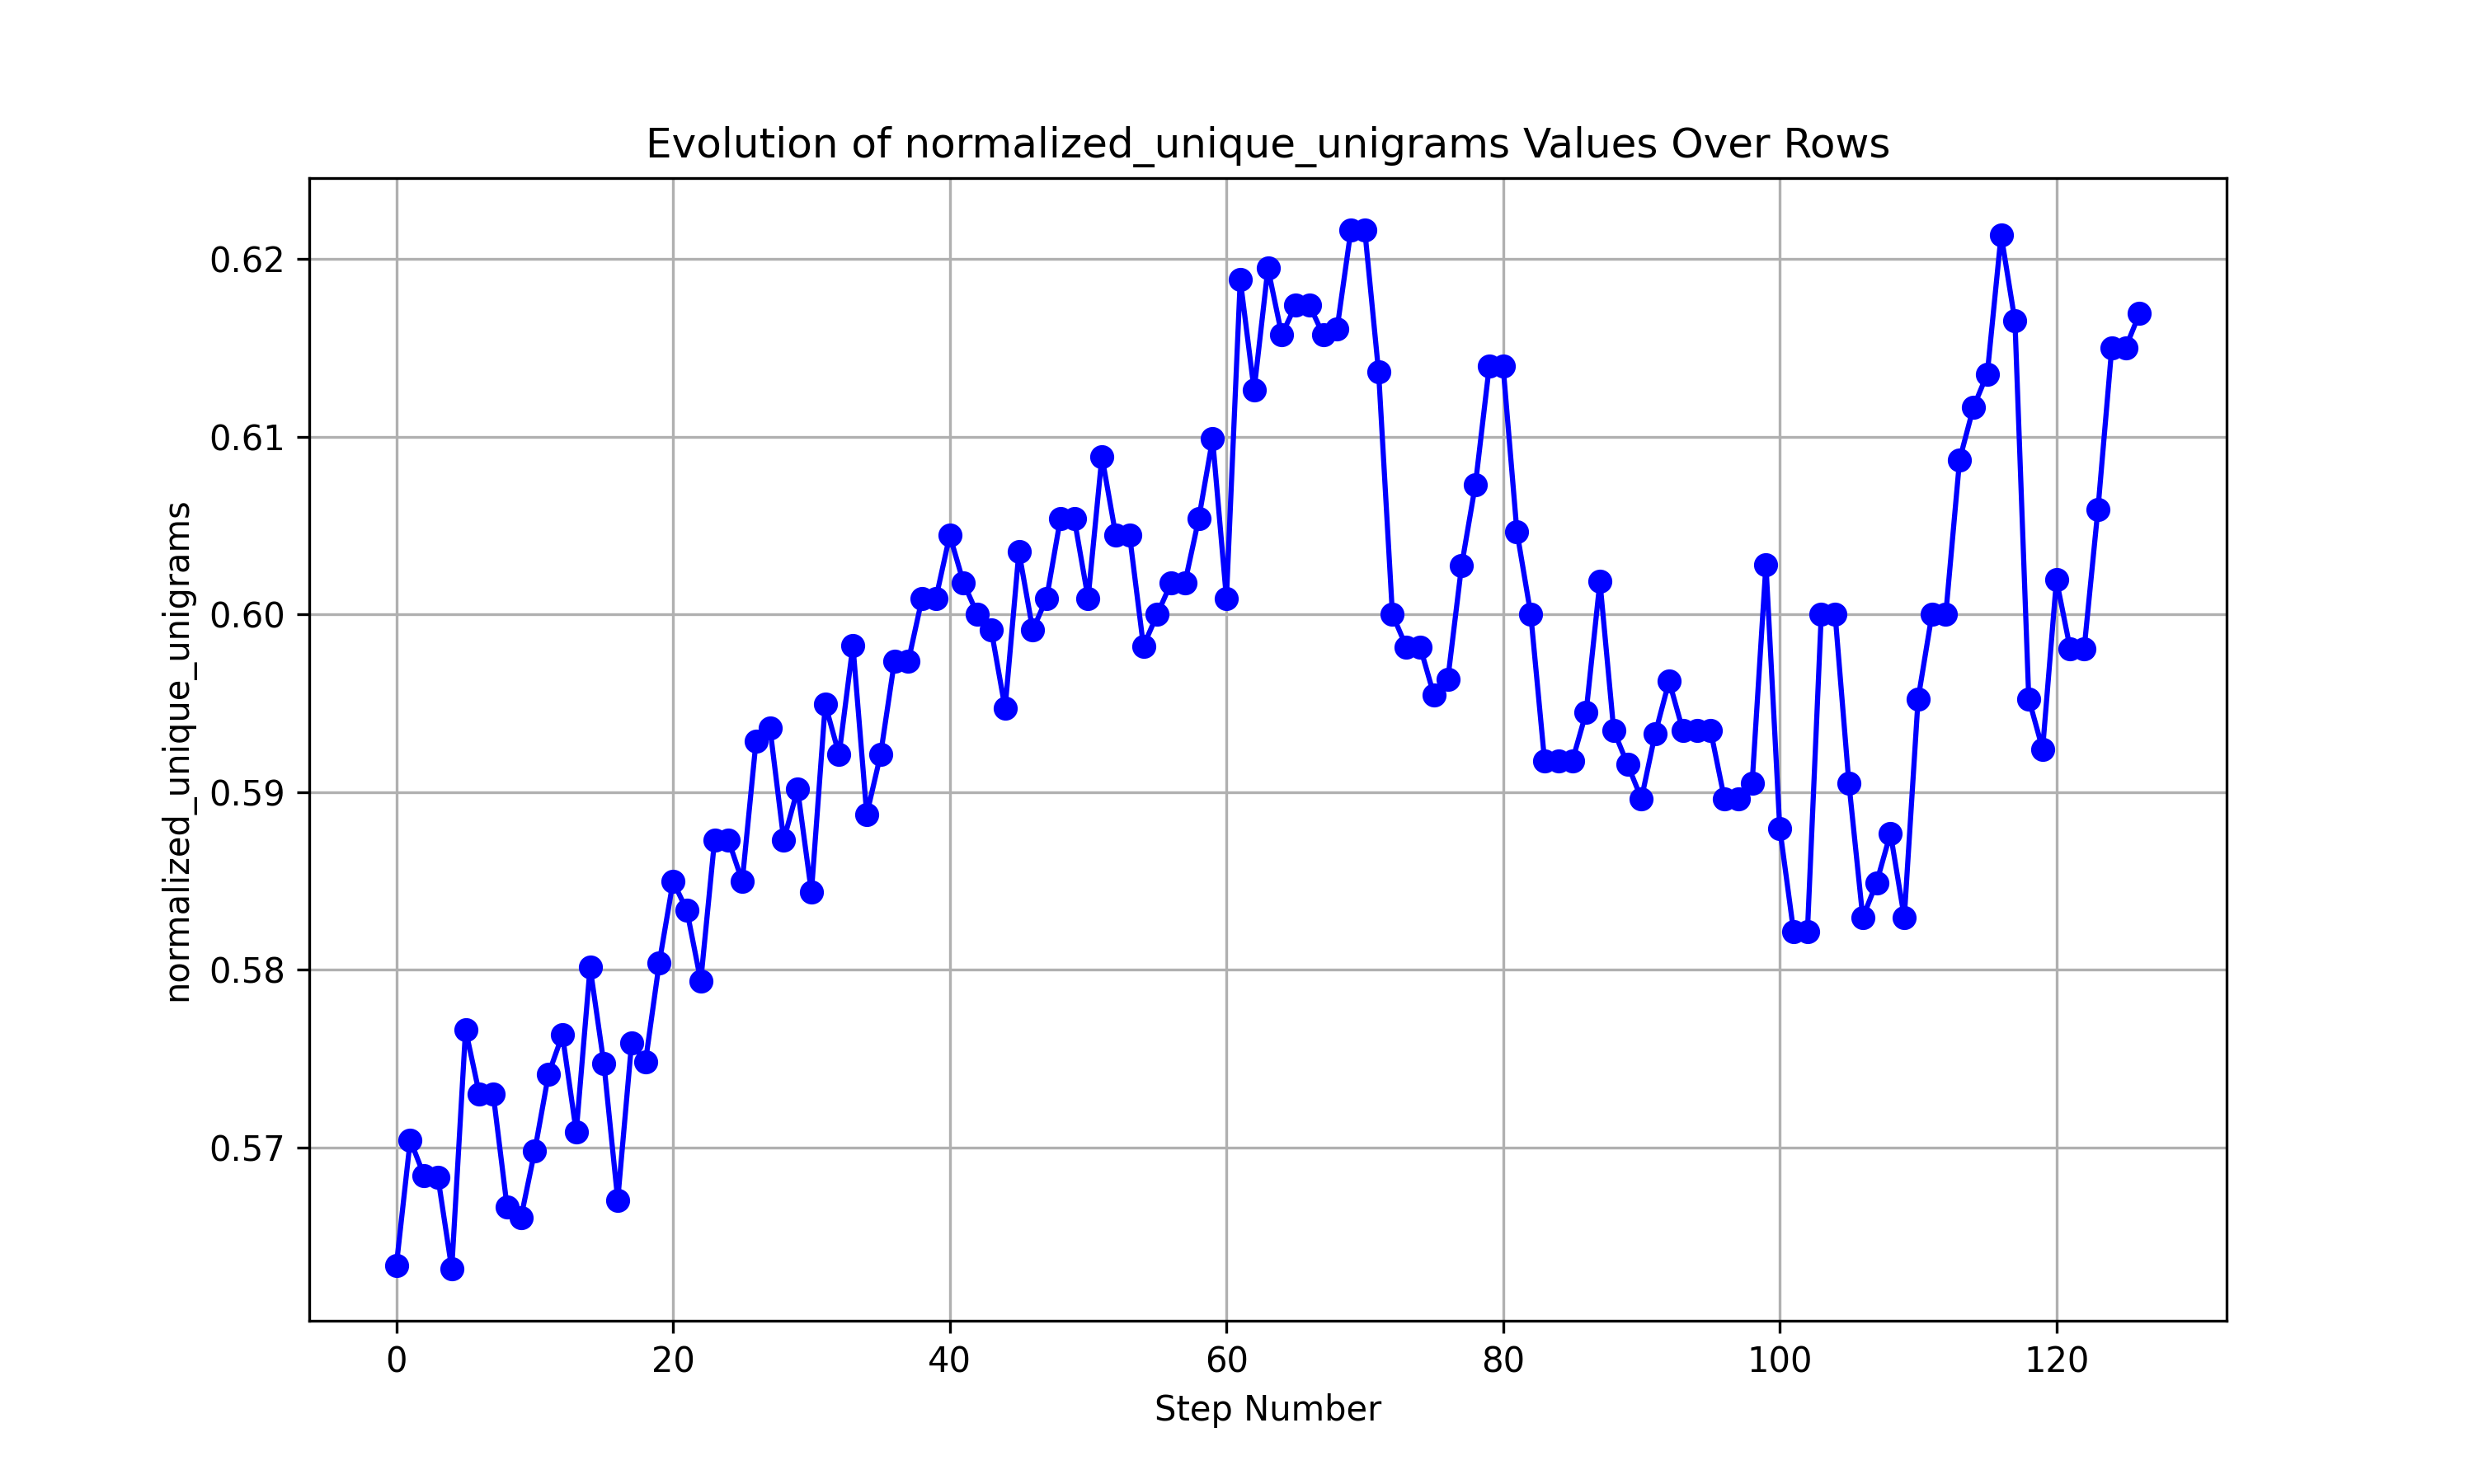 Evolution of normalized_unique_unigrams Values Over Rows
normalized_unique_unigrams
0.62
0.61
0.60
0.59
0.58
0.57
0 20 40 60 80 100 120
Step Number